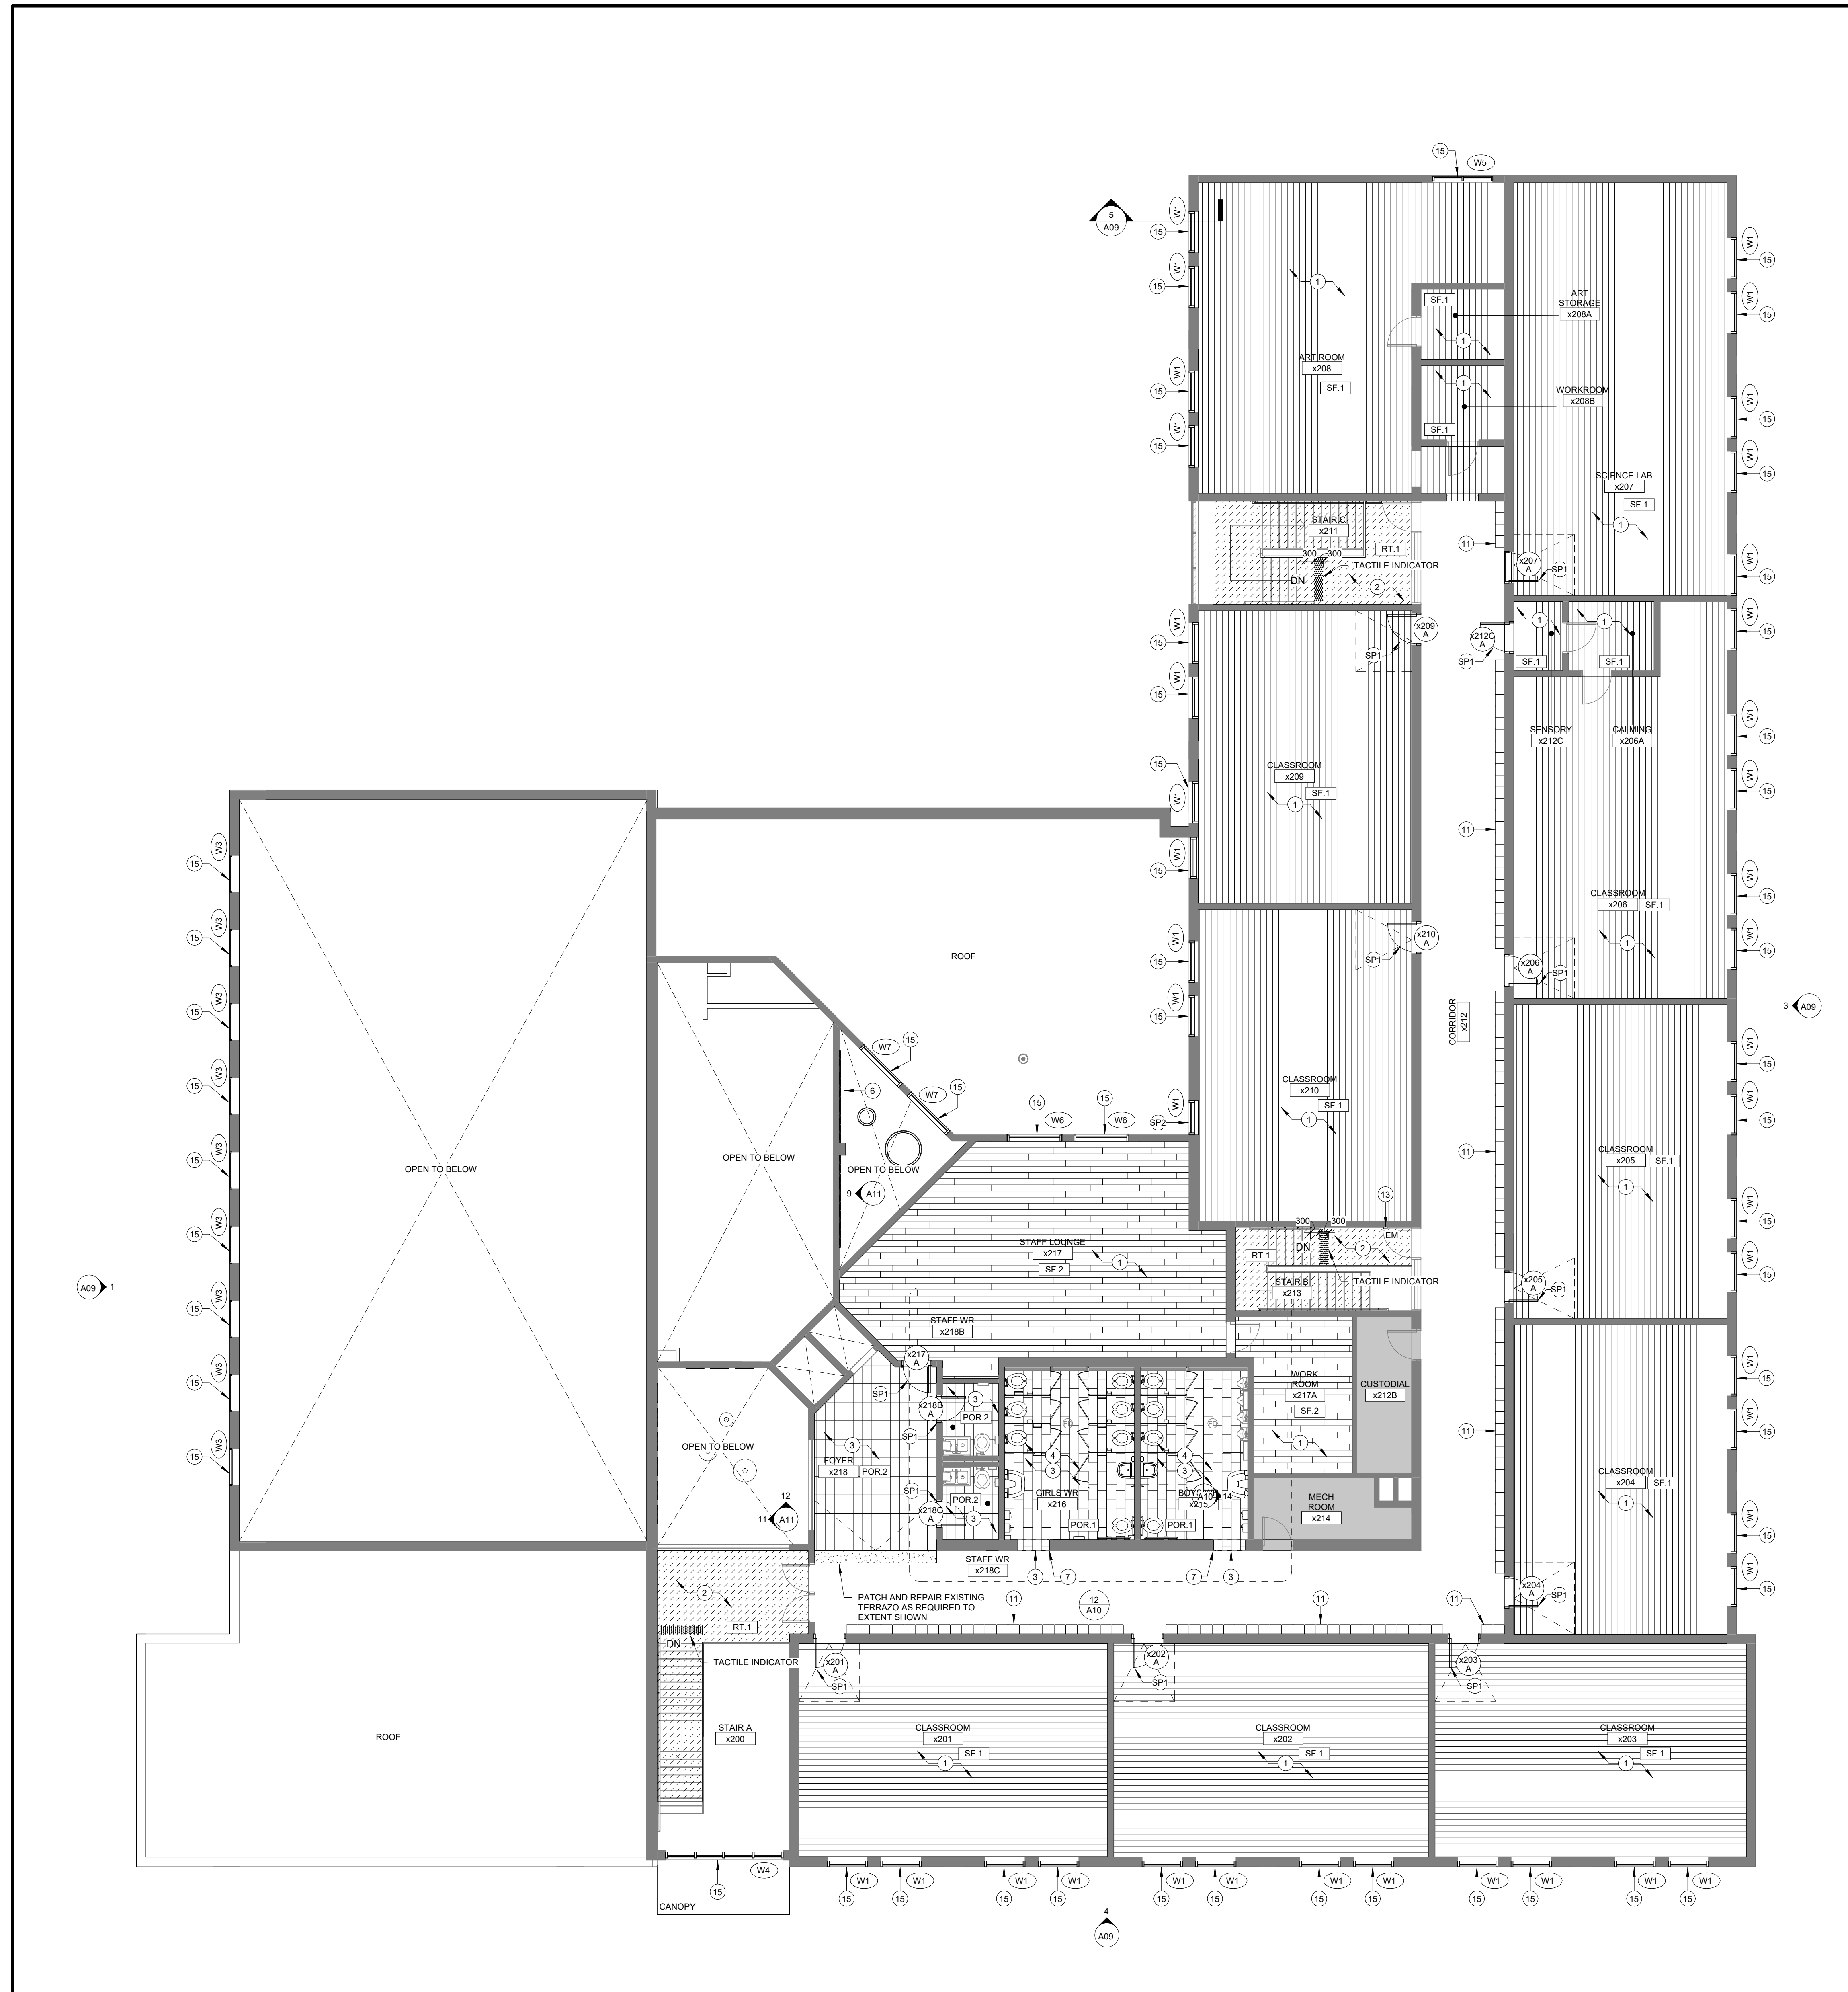 15
W5
5
A09
W1
15
W1
15
W1
15
W1
15
1
ART ROOM
x208
SF.1
SF.1
1
ART
STORAGE
x208A
1
WORKROOM
x208B
SF.1
SCIENCE LAB
x207
SF.1
1
W1
15
W1
15
W1
15
W1
15
W1
15
STAIR C
x211
RT.1
300
300
TACTILE INDICATOR
DN
2
11
x207
A
SP1
W1
15
W1
15
W1
15
W1
15
x209
A
SP1
CLASSROOM
x209
SF.1
1
x212C
A
SP1
1
SF.1
1
SF.1
SENSORY
x212C
CALMING
x206A
W1
15
W1
15
W1
15
W1
15
W1
15
11
CLASSROOM
x206
SF.1
1
x206
A
SP1
x210
A
SP1
W1
15
W1
15
W1
SP2
CLASSROOM
x210
SF.1
1
CORRIDOR
x212
3
A09
W1
15
W1
15
W1
15
W1
15
11
CLASSROOM
x205
SF.1
1
x205
A
SP1
W3
15
W3
15
W3
15
W3
15
W3
15
W3
15
W3
15
W3
15
W3
15
OPEN TO BELOW
A09
1
ROOF
W7
15
W7
15
6
15
W6
15
W6
OPEN TO BELOW
OPEN TO BELOW
9
A11
STAFF LOUNGE
x217
SF.2
1
13
300
300
EM
DN
RT.1
2
STAIR B
x213
TACTILE INDICATOR
STAFF WR
x218B
x217
A
SP1
x218B
A
SP1
3
POR.2
WORK
ROOM
x217A
SF.2
1
CUSTODIAL
x212B
OPEN TO BELOW
3
FOYER
x218
POR.2
SP1
x218C
A
POR.2
3
4
3
GIRLS WR
x216
POR.1
4
3
BOYS WR
x215
A10
14
POR.1
MECH
ROOM
x214
12
11
A11
STAFF WR
x218C
3
7
7
3
12
A10
PATCH AND REPAIR EXISTING
TERRAZO AS REQUIRED TO
EXTENT SHOWN
11
CLASSROOM
x204
SF.1
1
x204
A
SP1
W1
15
W1
15
W1
15
W1
15
2
RT.1
DN
TACTILE INDICATOR
11
11
11
x201
A
SP1
x202
A
SP1
x203
A
SP1
ROOF
STAIR A
x200
CLASSROOM
x201
SF.1
1
CLASSROOM
x202
SF.1
1
CLASSROOM
x203
SF.1
1
W4
15
CANOPY
W1
15
W1
15
W1
15
W1
15
W1
15
W1
15
W1
15
W1
15
W1
15
W1
15
W1
15
W1
15
4
A09